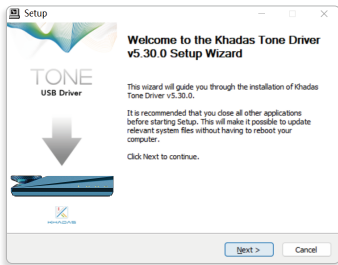 Setup
TONE
USB Driver
KHADAS
Welcome to the Khadas Tone Driver
v5.30.0 Setup Wizard
This wizard will guide you through the installation of Khadas
Tone Driver v5.30.0.
It is recommended that you close all other applications
before starting Setup. This will make it possible to update
relevant system files without having to reboot your
computer.
Click Next to continue.
Next >
Cancel